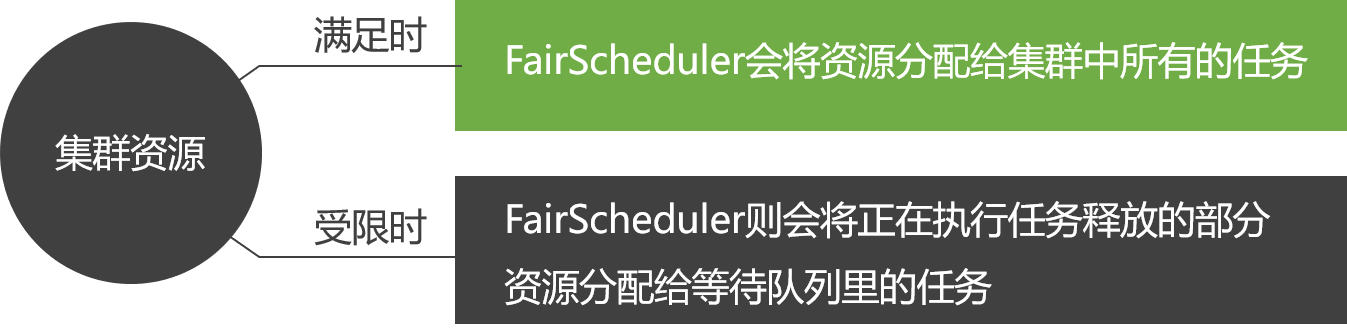 集群资源
满足时
FairScheduler会将资源分配给集群中所有的任务
受限时
FairScheduler则会将正在执行任务释放的部分
资源分配给等待队列里的任务